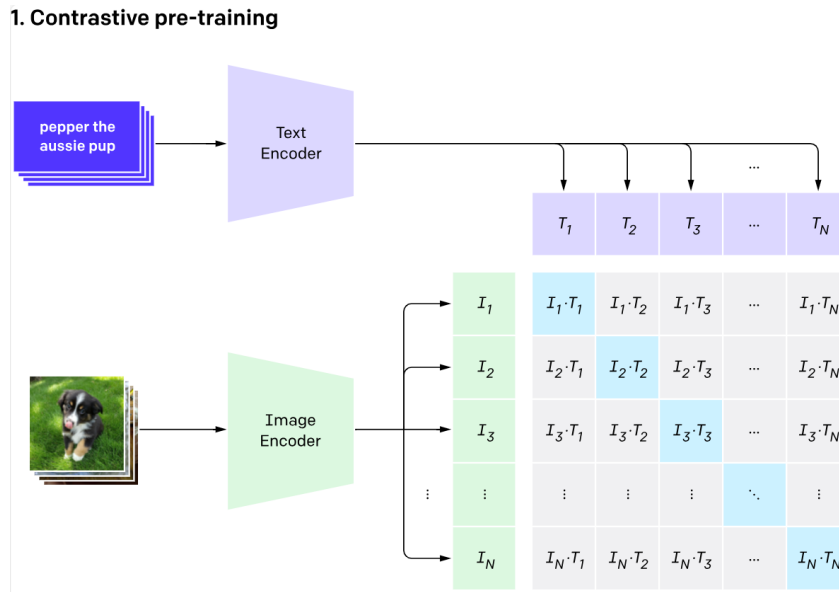 1. Contrastive pre-training
pepper the
aussie pup
Text
Encoder
...
T1 T2 T3 ... TN
I1 I1·T1 I1·T2 I1·T3 ... I1·TN
I2 I2·T1 I2·T2 I2·T3 ... I2·TN
Image
Encoder
I3 I3·T1 I3·T2 I3·T3 ... I3·TN
⋮ ⋮ ⋮ ⋮ ⋮ ⋱ ⋮
IN IN·T1 IN·T2 IN·T3 ... IN·TN